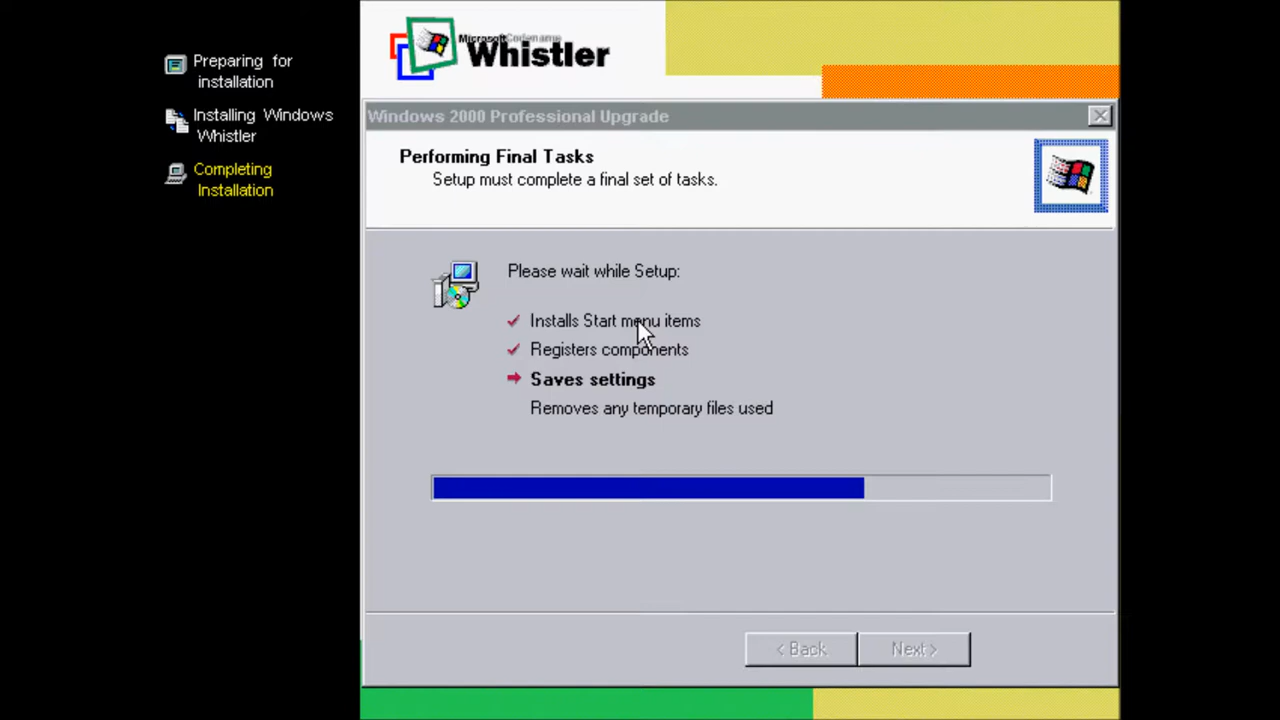 Preparing for
installation
Installing Windows
Whistler
Completing
Installation
Microsoft Codename
Whistler
Windows 2000 Professional Upgrade
Performing Final Tasks
Setup must complete a final set of tasks.
Please wait while Setup:
Installs Start menu items
Registers components
Saves settings
Removes any temporary files used
< Back
Next >